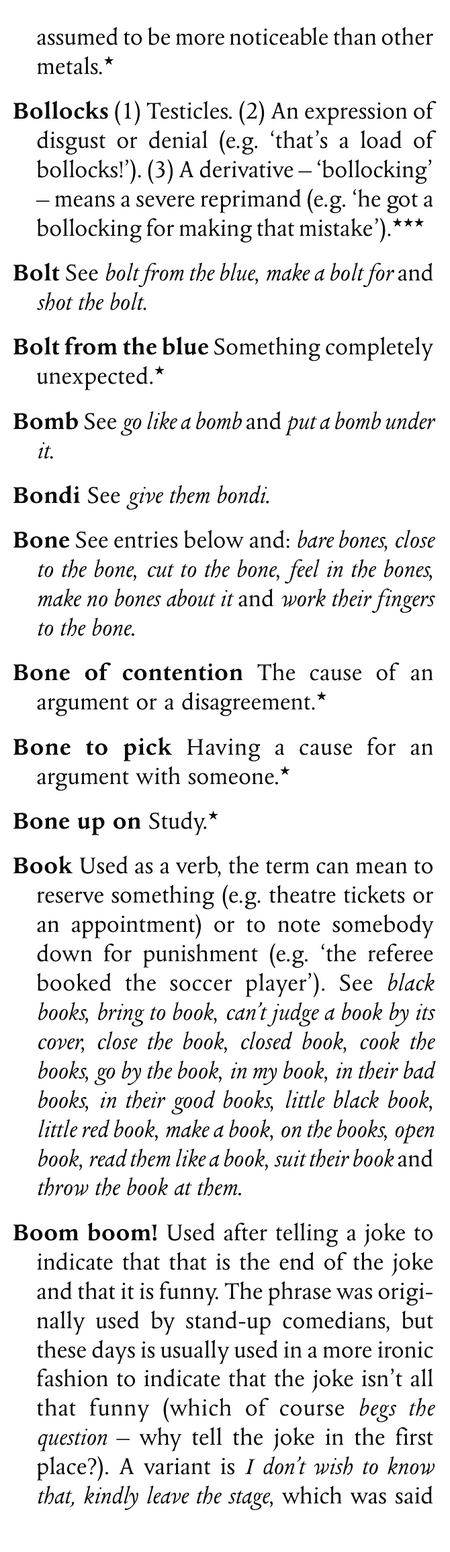 assumed to be more noticeable than other
metals.★
Bollocks (1) Testicles. (2) An expression of
disgust or denial (e.g. ‘that’s a load of
bollocks!’). (3) A derivative – ‘bollocking’
– means a severe reprimand (e.g. ‘he got a
bollocking for making that mistake’).★★★
Bolt See bolt from the blue, make a bolt for and
shot the bolt.
Bolt from the blue Something completely
unexpected.★
Bomb See go like a bomb and put a bomb under
it.
Bondi See give them bondi.
Bone See entries below and: bare bones, close
to the bone, cut to the bone, feel in the bones,
make no bones about it and work their fingers
to the bone.
Bone of contention The cause of an
argument or a disagreement.★
Bone to pick Having a cause for an
argument with someone.★
Bone up on Study.★
Book Used as a verb, the term can mean to
reserve something (e.g. theatre tickets or
an appointment) or to note somebody
down for punishment (e.g. ‘the referee
booked the soccer player’). See black
books, bring to book, can’t judge a book by its
cover, close the book, closed book, cook the
books, go by the book, in my book, in their bad
books, in their good books, little black book,
little red book, make a book, on the books, open
book, read them like a book, suit their book and
throw the book at them.
Boom boom! Used after telling a joke to
indicate that that is the end of the joke
and that it is funny. The phrase was origi-
nally used by stand-up comedians, but
these days is usually used in a more ironic
fashion to indicate that the joke isn’t all
that funny (which of course begs the
question – why tell the joke in the first
place?). A variant is I don’t wish to know
that, kindly leave the stage, which was said